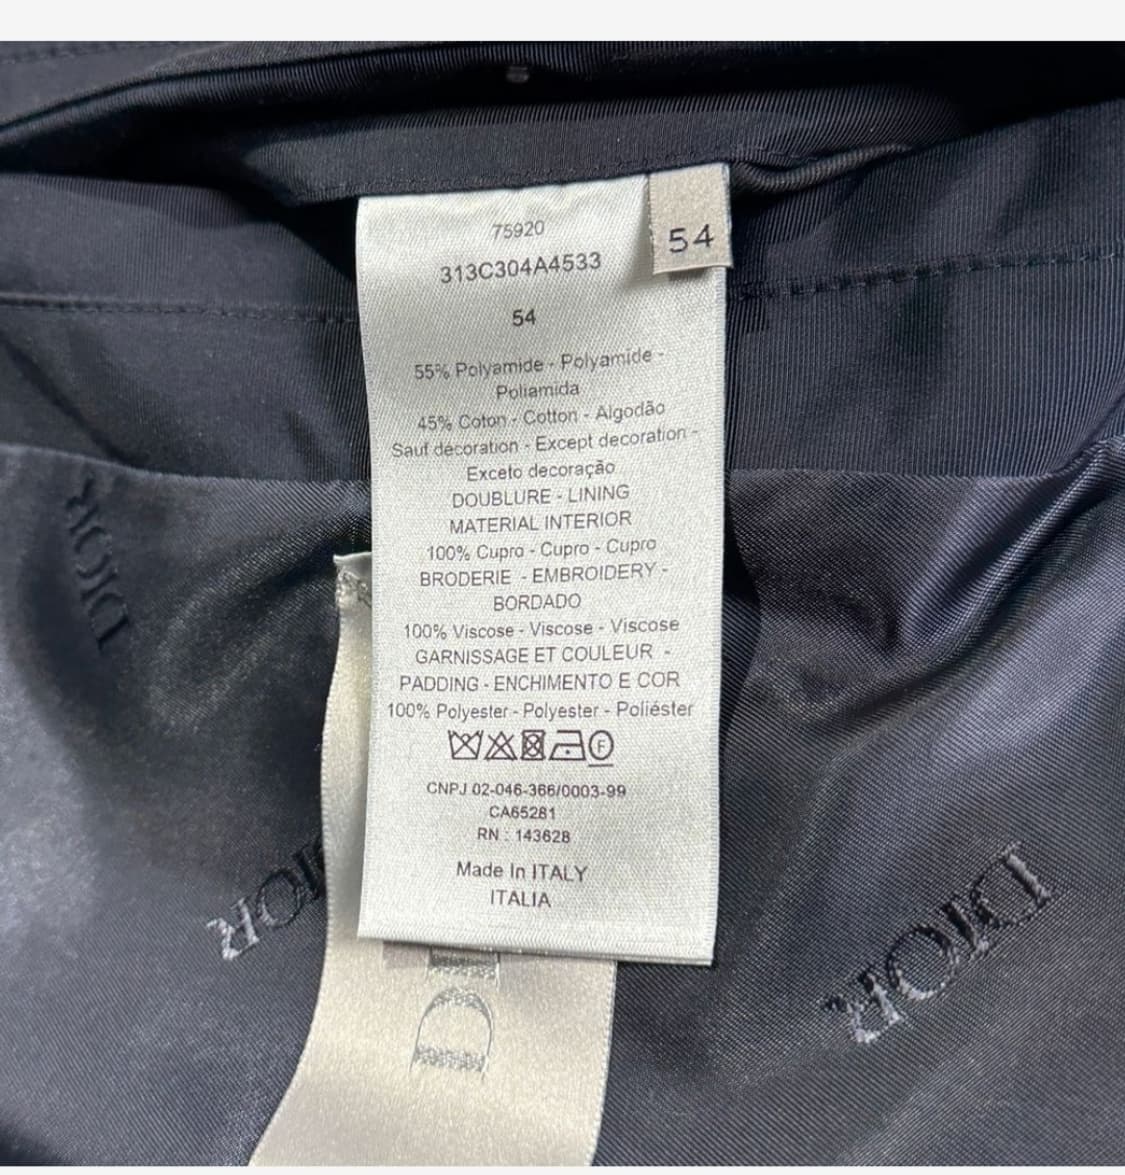 75920
54
313C304A4533
54
55% Polyamide - Polyamide -
Poliamida
45% Coton - Cotton - Algodão
Sauf décoration - Except decoration -
Exceto decoração
DOUBLURE - LINING
MATERIAL INTERIOR
100% Cupro - Cupro - Cupro
BRODERIE - EMBROIDERY -
BORDADO
100% Viscose - Viscose - Viscose
GARNISSAGE ET COULEUR -
PADDING - ENCHIMENTO E COR
100% Polyester - Polyester - Poliéster
F
CNPJ 02-046-366/0003-99
CA65281
RN : 143628
Made In ITALY
ITALIA
DIOR
DIOR
DIOR